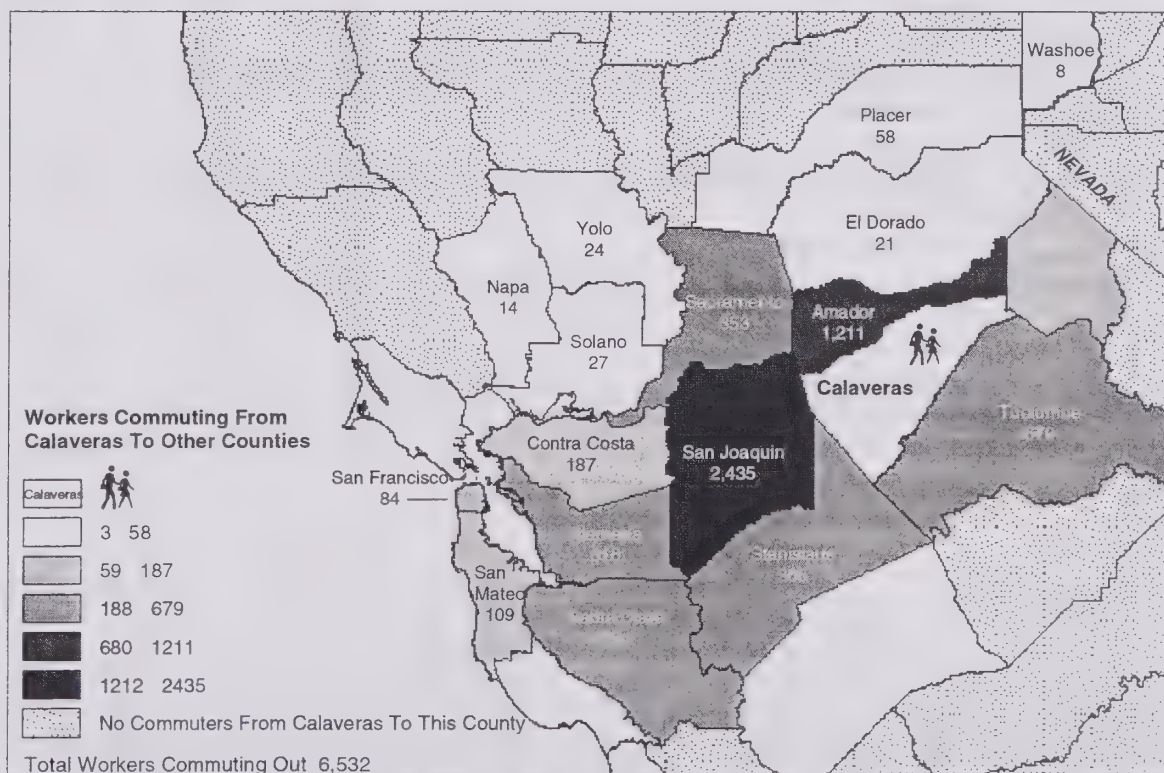 Washoe
8
Placer
58
NEVADA
El Dorado
21
Yolo
24
Napa
14
Sacramento
Amador
1,211
Solano
27
Calaveras
Workers Commuting From
Calaveras To Other Counties
Contra Costa
187
San Joaquin
2,435
San Francisco
84
Calaveras
3 58
59 187
Stanislaus
San
Mateo
109
188 679
680 1211
1212 2435
No Commuters From Calaveras To This County
Total Workers Commuting Out 6,532